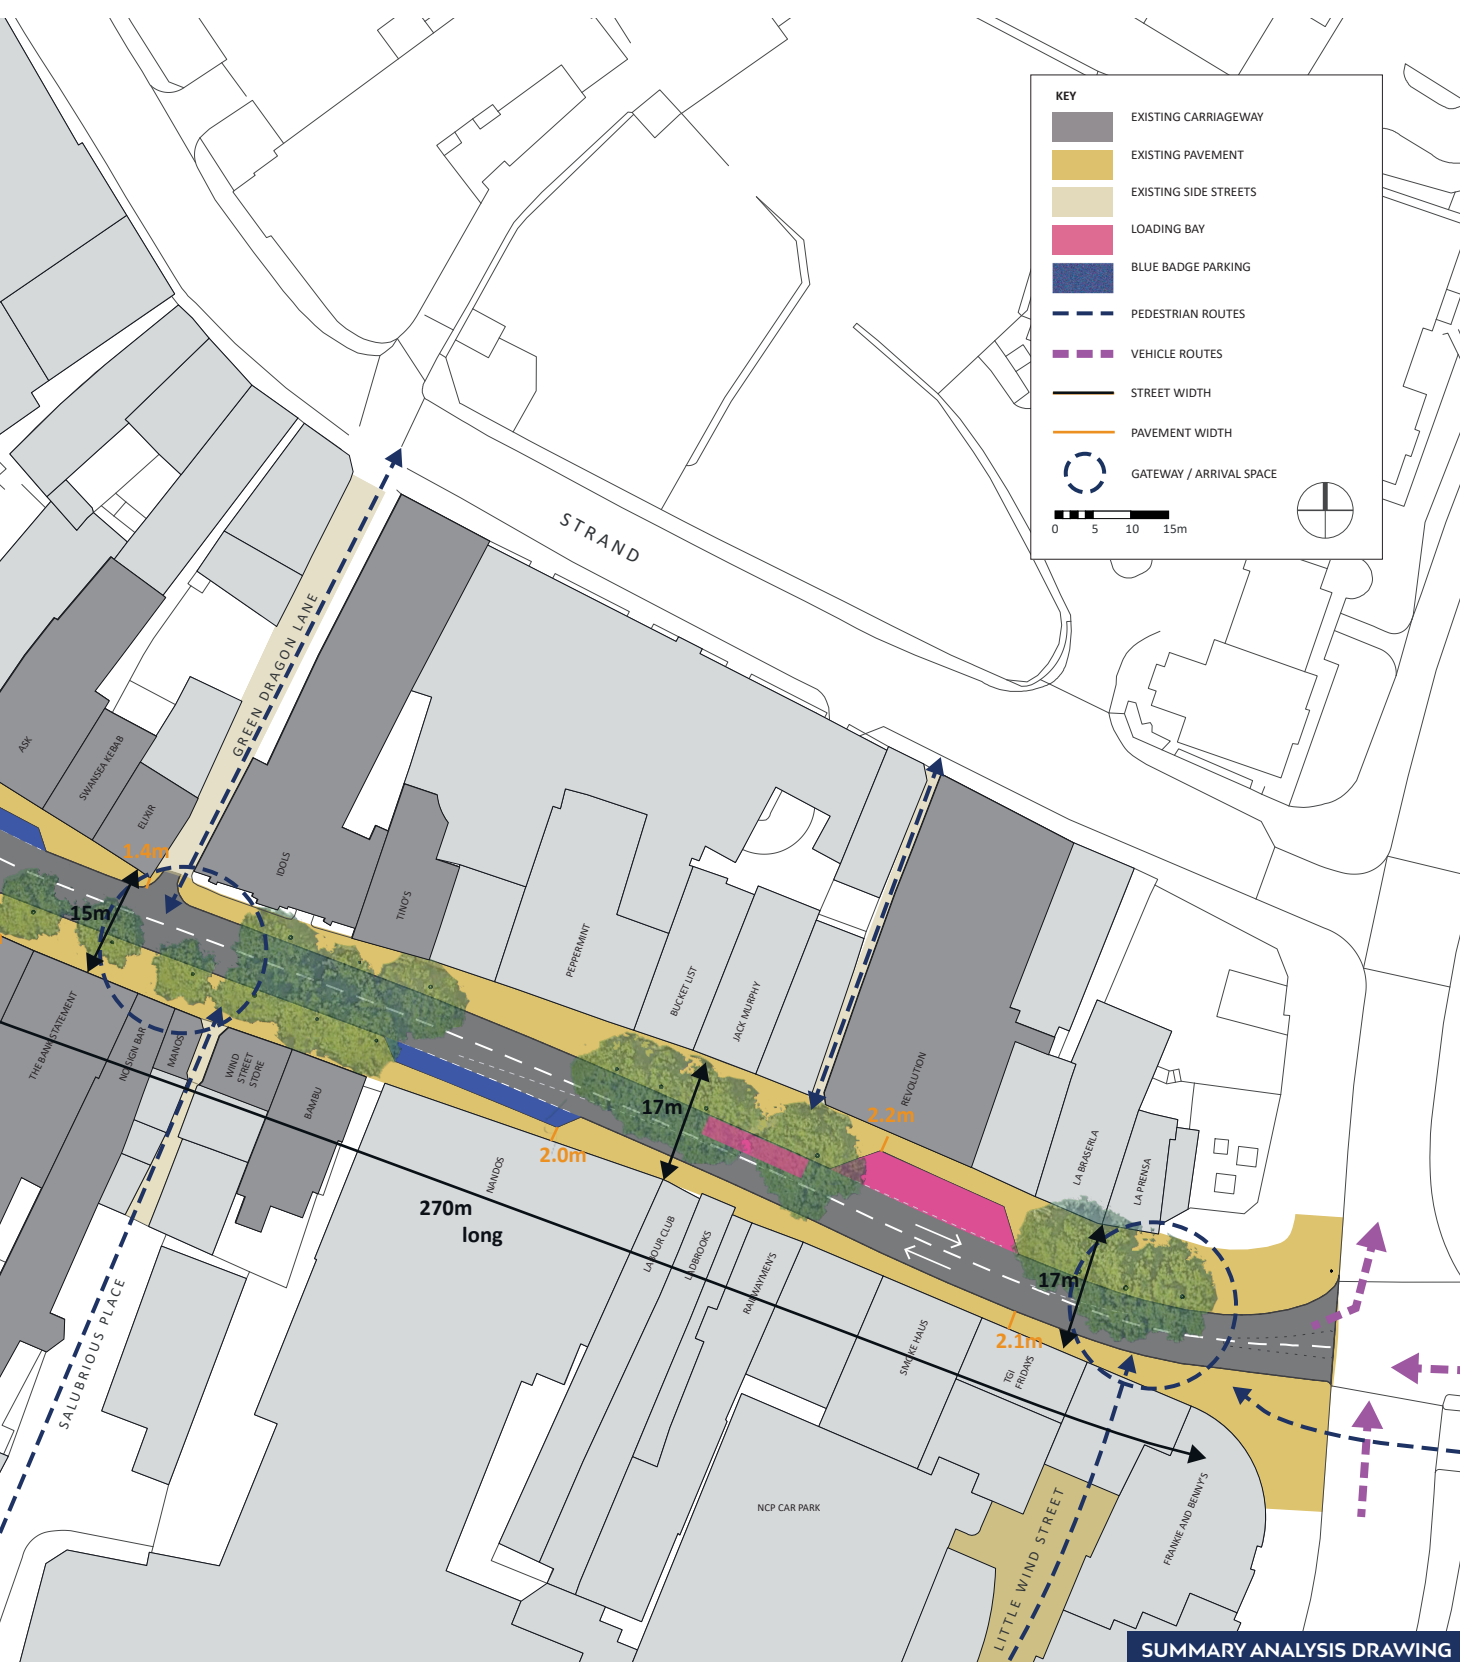 KEY
EXISTING CARRIAGEWAY
EXISTING PAVEMENT
EXISTING SIDE STREETS
LOADING BAY
BLUE BADGE PARKING
PEDESTRIAN ROUTES
VEHICLE ROUTES
STREET WIDTH
PAVEMENT WIDTH
GATEWAY / ARRIVAL SPACE
0 5 10 15m
STRAND
GREEN DRAGON LANE
ASK
SWANSEA KEBAB
ELIXIR
IDOLS
TINO'S
PEPPERMINT
BUCKET LIST
JACK MURPHY
REVOLUTION
LA BRASERIA
LA PRENSA
1.4m
15m
17m
2.2m
2.0m
17m
2.1m
270m
long
THE BANK STATEMENT
NO SIGN BAR
MANOS
WIND
STREET
STORE
BAMBU
NANDOS
LABOUR CLUB
LADBROOKS
RAILWAYMEN'S
SMOKE HAUS
TGI
FRIDAYS
FRANKIE AND BENNY'S
NCP CAR PARK
SALUBRIOUS PLACE
LITTLE WIND STREET
SUMMARY ANALYSIS DRAWING